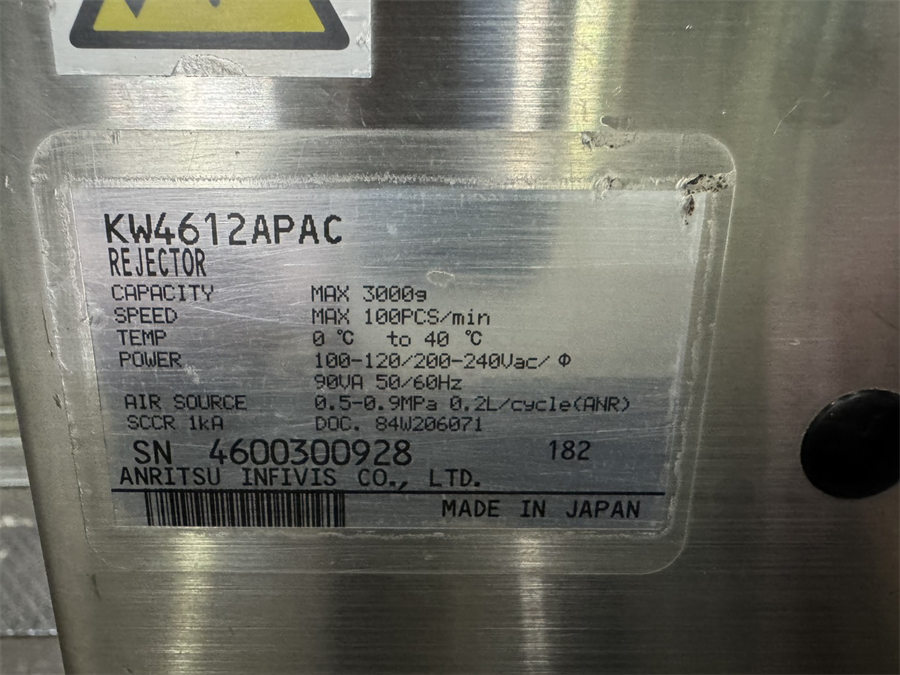 KW4612APAC
REJECTOR
CAPACITY MAX 3000g
SPEED MAX 100PCS/min
TEMP 0 ℃ to 40 ℃
POWER 100-120/200-240Vac/ Φ
90VA 50/60Hz
AIR SOURCE 0.5-0.9MPa 0.2L/cycle(ANR)
SCCR 1kA DOC. 84W206071
SN 4600300928 182
ANRITSU INFIVIS CO., LTD.
MADE IN JAPAN